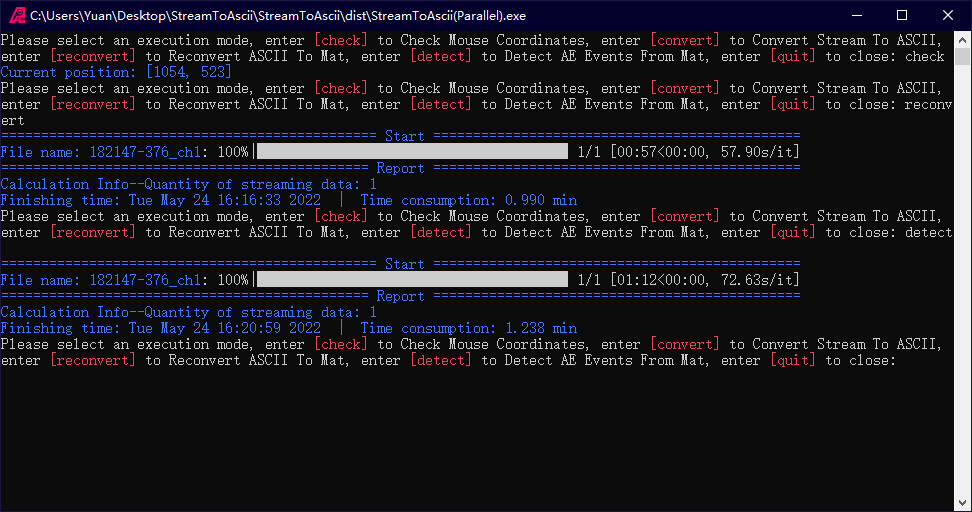 C:\Users\Yuan\Desktop\StreamToAscii\StreamToAscii\dist\StreamToAscii(Parallel).exe
Please select an execution mode, enter [check] to Check Mouse Coordinates, enter [convert] to Convert Stream To ASCII,
enter [reconvert] to Reconvert ASCII To Mat, enter [detect] to Detect AE Events From Mat, enter [quit] to close: check
Current position: [1054, 523]
Please select an execution mode, enter [check] to Check Mouse Coordinates, enter [convert] to Convert Stream To ASCII,
enter [reconvert] to Reconvert ASCII To Mat, enter [detect] to Detect AE Events From Mat, enter [quit] to close: reconv
ert
=============================================== Start ==============================================
File name: 182147-376_ch1: 100%|███████████████████████████████████████| 1/1 [00:57<00:00, 57.90s/it]
============================================== Report ==============================================
Calculation Info--Quantity of streaming data: 1
Finishing time: Tue May 24 16:16:33 2022  |  Time consumption: 0.990 min
Please select an execution mode, enter [check] to Check Mouse Coordinates, enter [convert] to Convert Stream To ASCII,
enter [reconvert] to Reconvert ASCII To Mat, enter [detect] to Detect AE Events From Mat, enter [quit] to close: detect
=============================================== Start ==============================================
File name: 182147-376_ch1: 100%|███████████████████████████████████████| 1/1 [01:12<00:00, 72.63s/it]
============================================== Report ==============================================
Calculation Info--Quantity of streaming data: 1
Finishing time: Tue May 24 16:20:59 2022  |  Time consumption: 1.238 min
Please select an execution mode, enter [check] to Check Mouse Coordinates, enter [convert] to Convert Stream To ASCII,
enter [reconvert] to Reconvert ASCII To Mat, enter [detect] to Detect AE Events From Mat, enter [quit] to close: